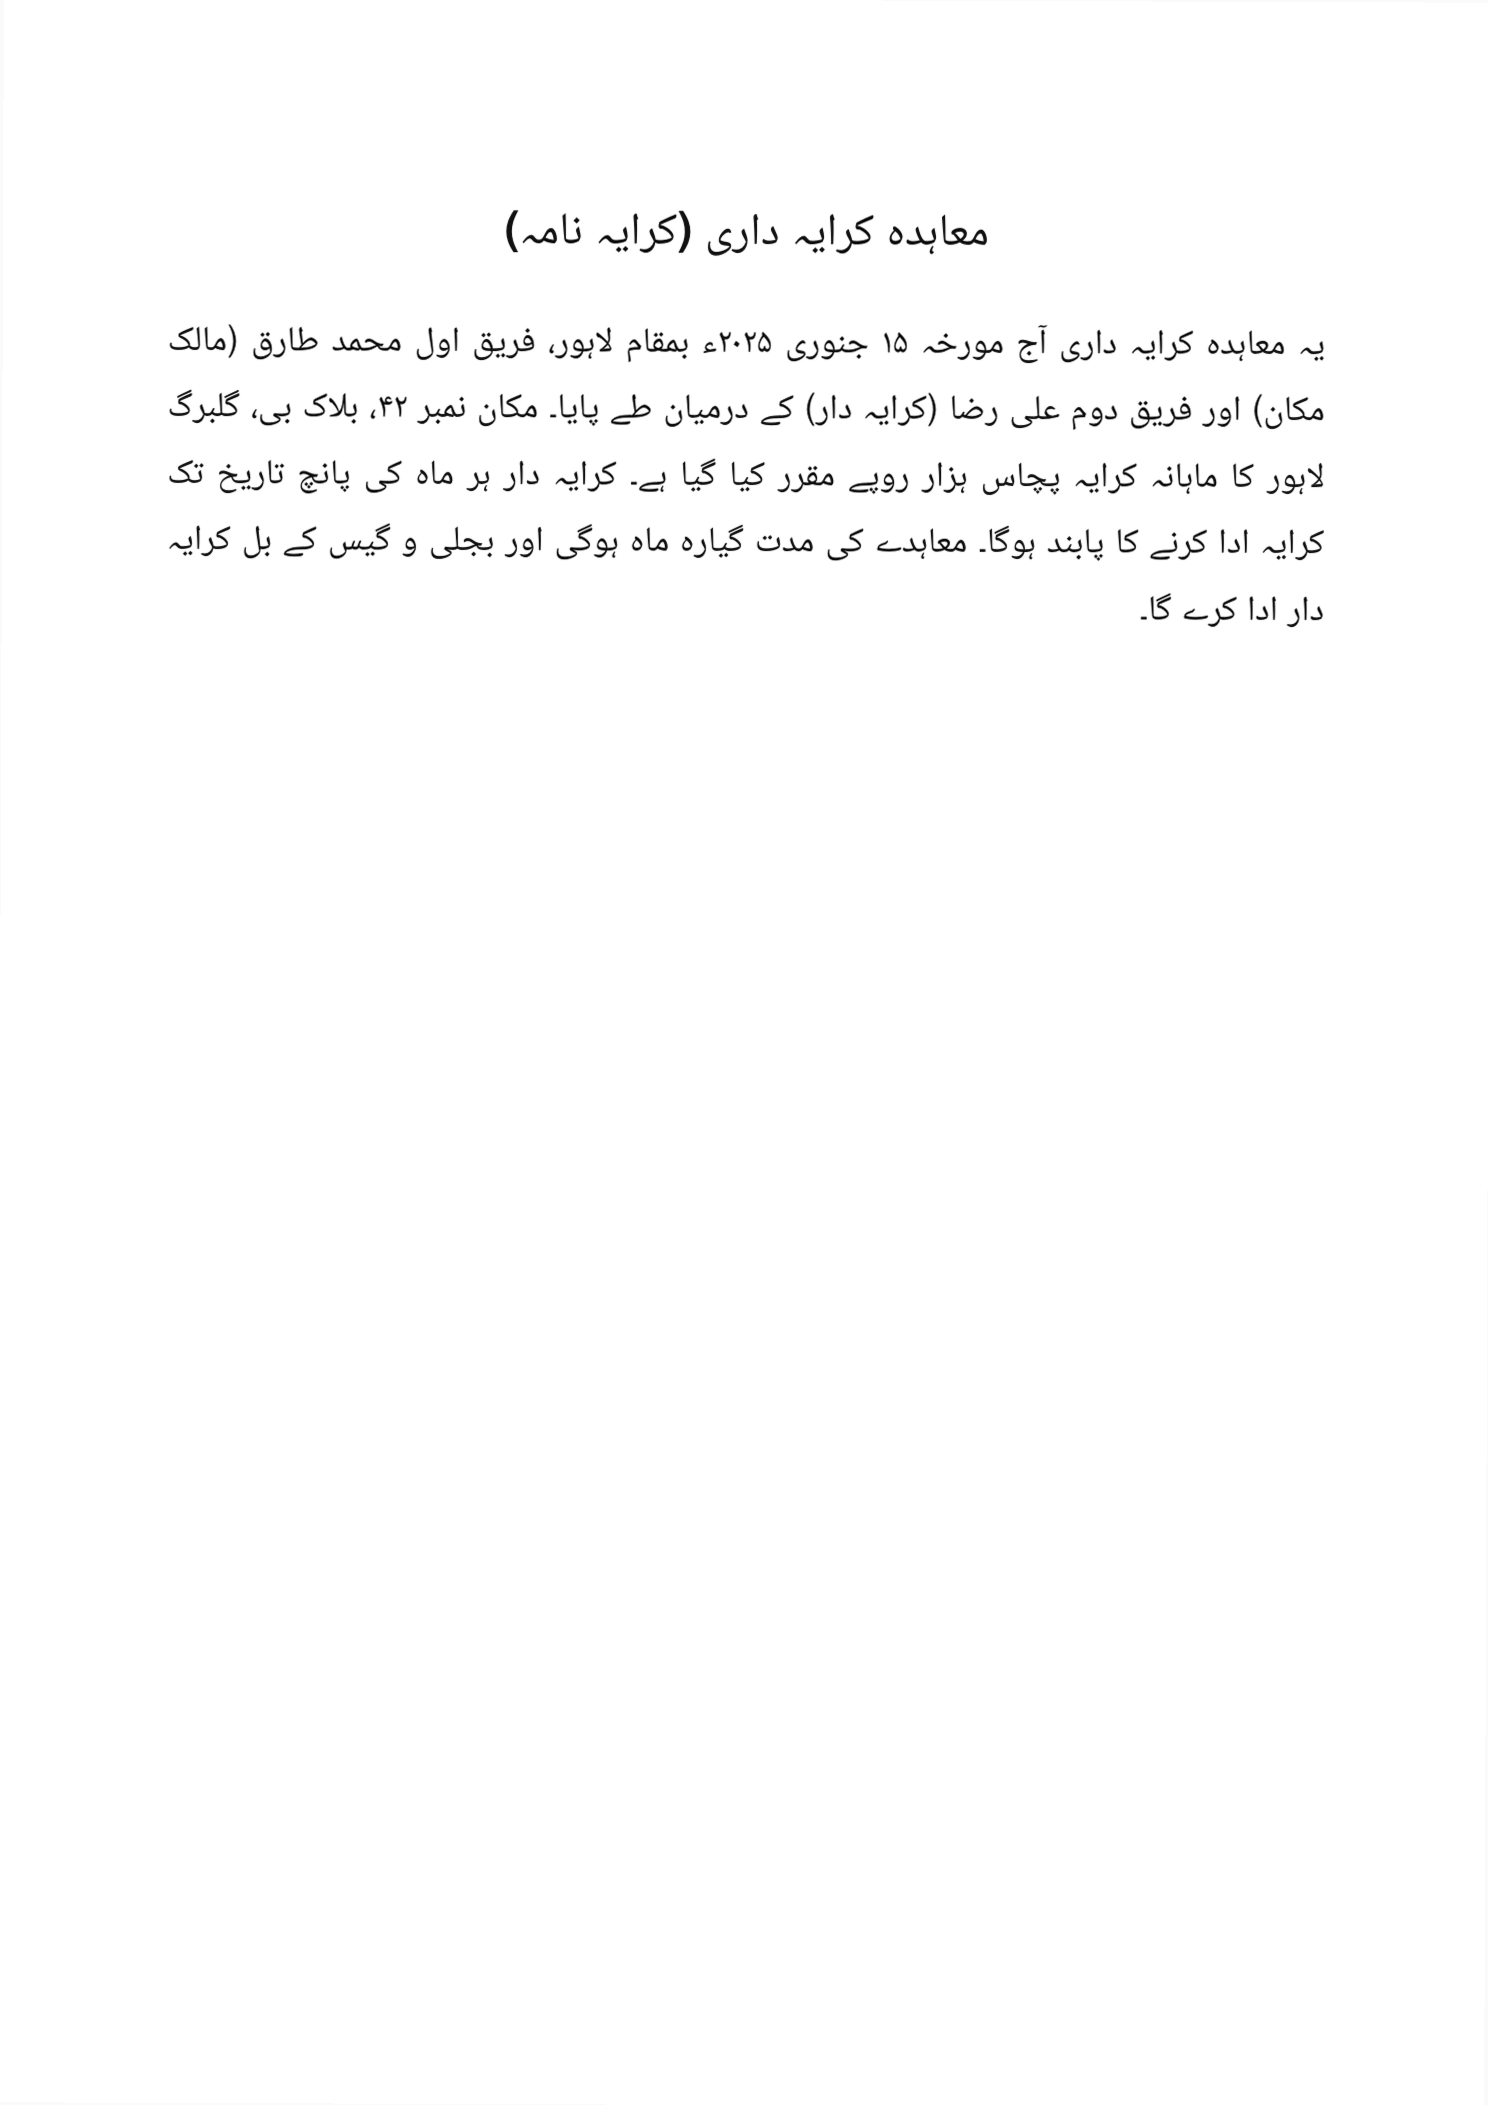 معاہدہ کرایہ داری (کرایہ نامہ)
یہ معاہدہ کرایہ داری آج مورخہ ۱۵ جنوری ۲۰۲۵ء بمقام لاہور، فریق اول محمد طارق (مالک
مکان) اور فریق دوم علی رضا (کرایہ دار) کے درمیان طے پایا۔ مکان نمبر ۴۲، بلاک بی، گلبرگ
لاہور کا ماہانہ کرایہ پچاس ہزار روپے مقرر کیا گیا ہے۔ کرایہ دار ہر ماہ کی پانچ تاریخ تک
کرایہ ادا کرنے کا پابند ہوگا۔ معاہدے کی مدت گیارہ ماہ ہوگی اور بجلی و گیس کے بل کرایہ
دار ادا کرے گا۔